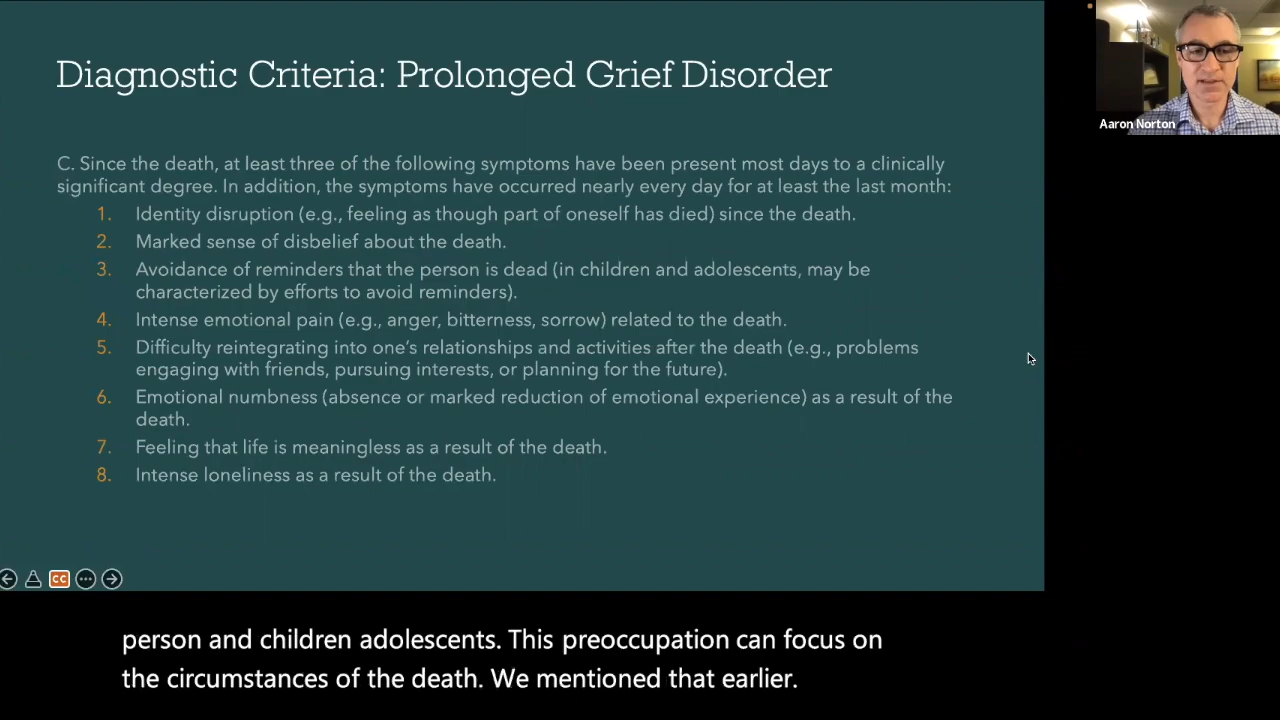 Diagnostic Criteria: Prolonged Grief Disorder
Aaron Norton
C. Since the death, at least three of the following symptoms have been present most days to a clinically
significant degree. In addition, the symptoms have occurred nearly every day for at least the last month:
1. Identity disruption (e.g., feeling as though part of oneself has died) since the death.
2. Marked sense of disbelief about the death.
3. Avoidance of reminders that the person is dead (in children and adolescents, may be
characterized by efforts to avoid reminders).
4. Intense emotional pain (e.g., anger, bitterness, sorrow) related to the death.
5. Difficulty reintegrating into one's relationships and activities after the death (e.g., problems
engaging with friends, pursuing interests, or planning for the future).
6. Emotional numbness (absence or marked reduction of emotional experience) as a result of the
death.
7. Feeling that life is meaningless as a result of the death.
8. Intense loneliness as a result of the death.
CC
person and children adolescents. This preoccupation can focus on
the circumstances of the death. We mentioned that earlier.